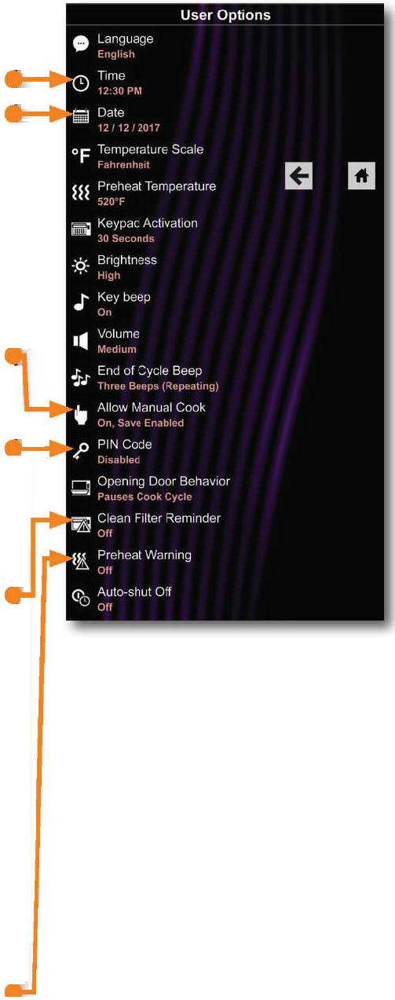 User Options
Language
English
Time
12:30 PM
Date
12 / 12 / 2017
°F Temperature Scale
Fahrenheit
Preheat Temperature
520°F
Keypad Activation
30 Seconds
Brightness
High
Key beep
On
Volume
Medium
End of Cycle Beep
Three Beeps (Repeating)
Allow Manual Cook
On, Save Enabled
PIN Code
Disabled
Opening Door Behavior
Pauses Cook Cycle
Clean Filter Reminder
Off
Preheat Warning
Off
Auto-shut Off
Off